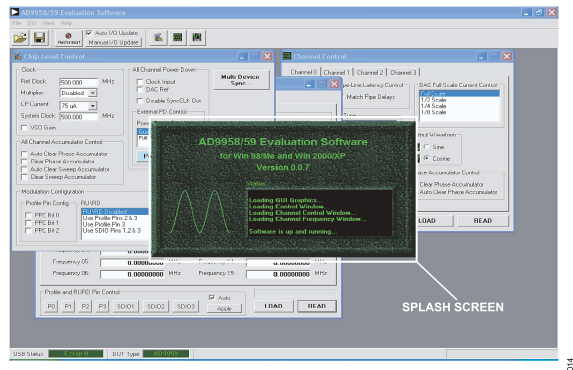 AD9958/59 Evaluation Software
File I/O View Help
Auto I/O Update
Manual I/O Update
Chip Level Control
Clock
Ref Clock: 500.000 MHz
Multiplier: Disabled
CP Current: 75 uA
System Clock: 500.000 MHz
VCO Gain
All Channel Power Down
Clock Input
DAC Ref
Disable SyncCLK Out
External PD Control
Multi Device Sync
All Channel Accumulator Control
Auto Clear Phase Accumulator
Clear Phase Accumulator
Auto Clear Sweep Accumulator
Clear Sweep Accumulator
Modulation Configuration
Profile Pin Config
PPC Bit 0
PPC Bit 1
PPC Bit 2
RU\RD
RU\RD Disabled
Use Profile Pins 2 & 3
Use Profile Pin 3
Use SDIO Pins 1,2 & 3
Channel Control
Channel 0 Channel 1 Channel 2 Channel 3
Match Pipe Delays
DAC Full Scale Current Control
Full Scale
1/2 Scale
1/4 Scale
1/8 Scale
Sine
Cosine
Clear Phase Accumulator
Auto Clear Phase Accumulator
LOAD READ
AD9958/59 Evaluation Software
for Win 98/Me and Win 2000/XP
Version 0.0.7
Status:
Loading GUI Graphics...
Loading Control Window...
Loading Channel Control Window...
Loading Channel Frequency Window...
Software is up and running...
Frequency 05: 0.00000000 MHz
Frequency 06: 0.00000000 MHz Frequency 15: 0.00000000 MHz
Profile and RURD Pin Control
P0 P1 P2 P3 SDIO1 SDIO2 SDIO3
Auto
Apply
LOAD READ
SPLASH SCREEN
USB Status: Ezssp-0 DUT Type AD9959
014